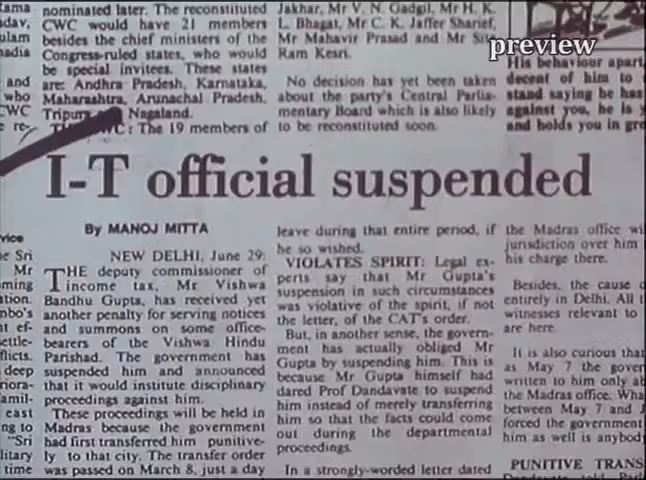 preview
nominated later. The reconstituted
CWC would have 21 members
besides the chief ministers of the
Congress-ruled states, who would
be special invitees. These states
are: Andhra Pradesh, Karnataka,
Maharashtra, Arunachal Pradesh,
Nagaland.
The 19 members of
Jakhar, Mr V. N. Gadgil, Mr H. K.
L. Bhagat, Mr C. K. Jaffer Sharief,
Mr Mahavir Prasad and Mr
Ram Kesri.
No decision has yet been taken
about the party's Central Parlia-
mentary Board which is also likely
to be reconstituted soon.
His behaviour apart,
decent of him to
stand saying he has
against you, he is
and holds you in
I-T official suspended
By MANOJ MITTA
NEW DELHI, June 29:
THE deputy commissioner of
income tax, Mr Vishwa
Bandhu Gupta, has received yet
another penalty for serving notices
and summons on some office-
bearers of the Vishwa Hindu
Parishad. The government has
suspended him and announced
that it would institute disciplinary
proceedings against him.
These proceedings will be held in
Madras because the government
had first transferred him punitive-
ly to that city. The transfer order
was passed on March 8, just a day
leave during that entire period, if
he so wished.
VIOLATES SPIRIT: Legal ex-
perts say that Mr Gupta's
suspension in such circumstances
was violative of the spirit, if not
the letter, of the CAT's order.
But, in another sense, the govern-
ment has actually obliged Mr
Gupta by suspending him. This is
because Mr Gupta himself had
dared Prof Dandavate to suspend
him instead of merely transferring
him so that the facts could come
out during the departmental
proceedings.
In a strongly-worded letter dated
the Madras office
jurisdiction over him
his charge there.
Besides, the cause
entirely in Delhi. All
witnesses relevant to
are here.
It is also curious that
as May 7 the
written to him only
the Madras office.
between May 7 and
forced the government
him as well is
PUNITIVE